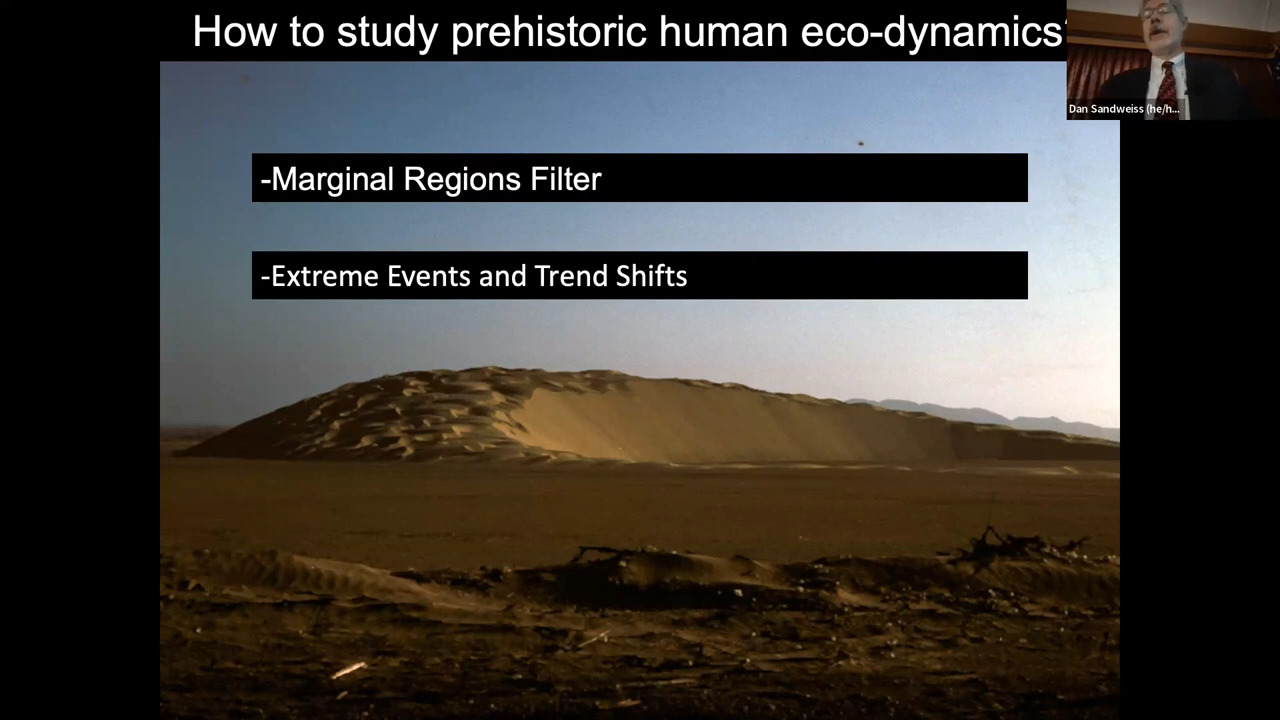 How to study prehistoric human eco-dynamics?
Dan Sandweiss (he/h...
-Marginal Regions Filter
-Extreme Events and Trend Shifts